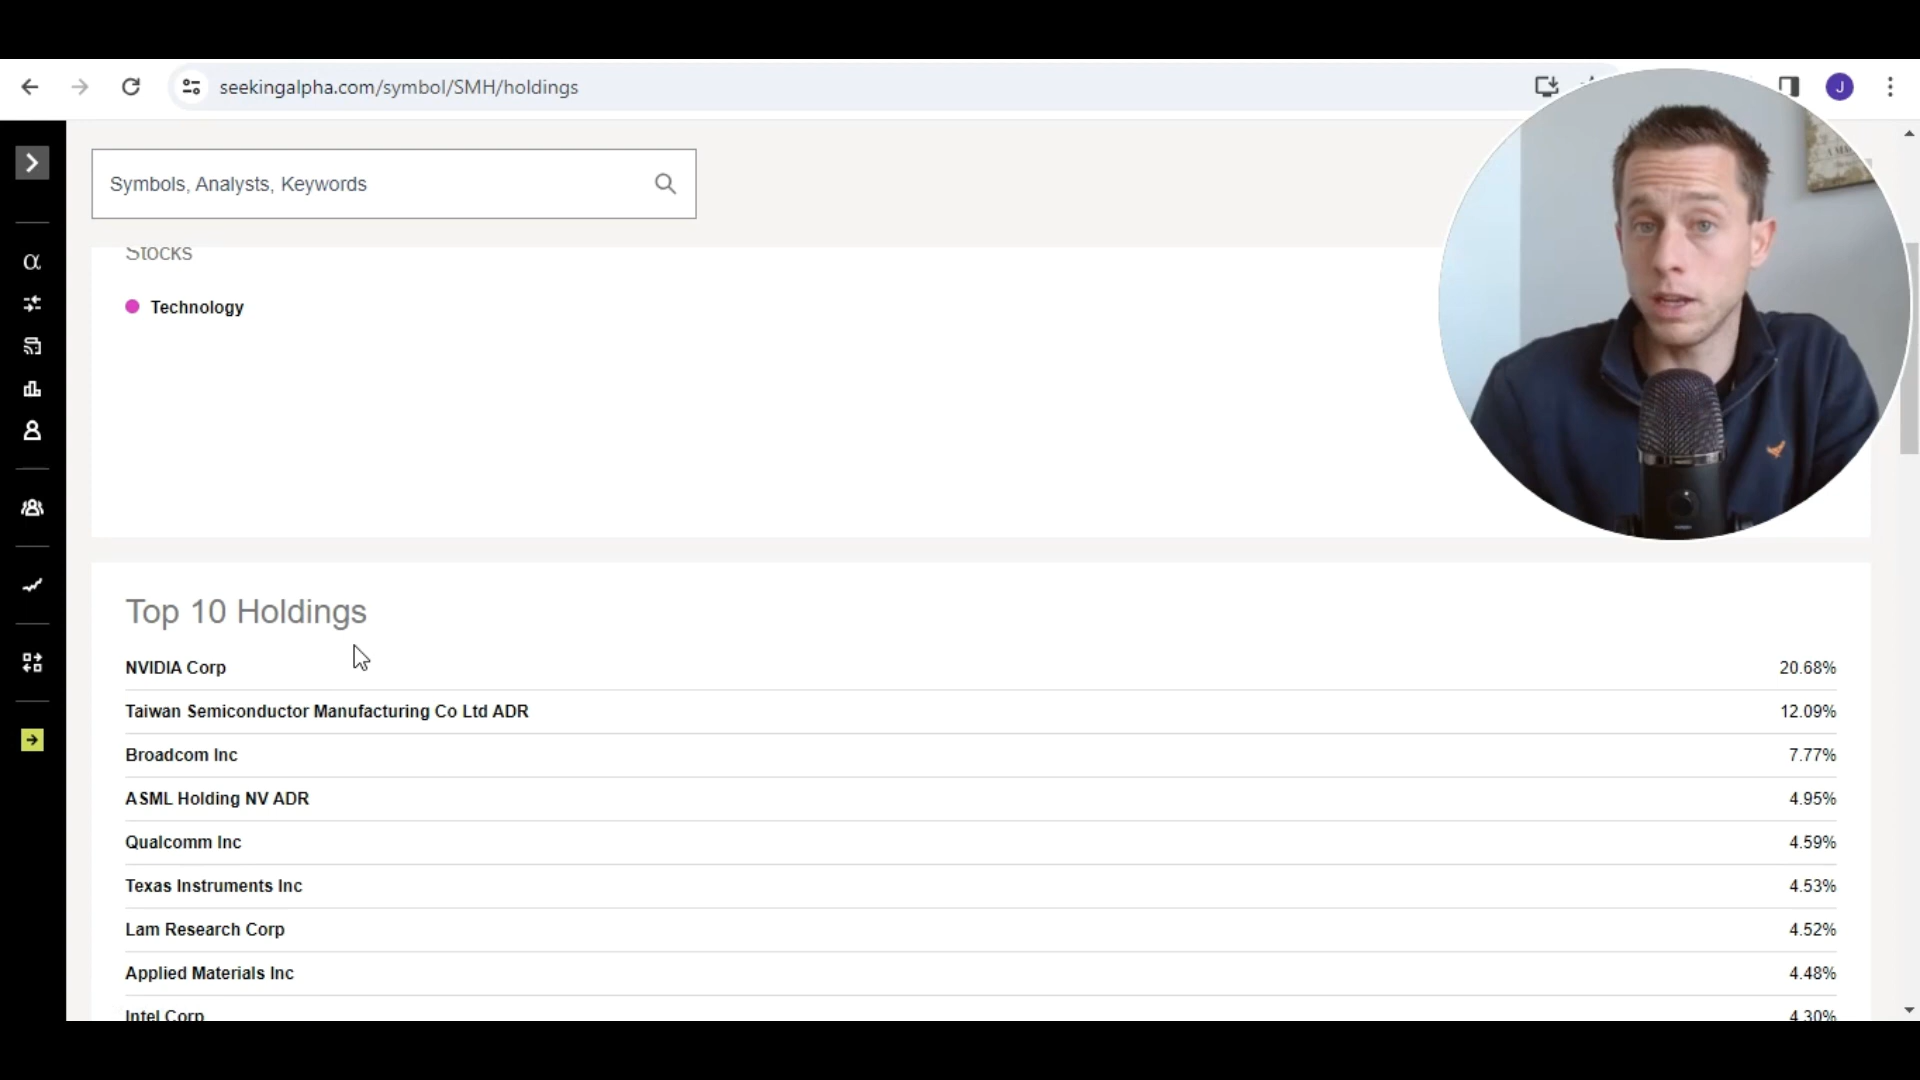 seekingalpha.com/symbol/SMH/holdings
J
Symbols, Analysts, Keywords
Stocks
Technology
Top 10 Holdings
NVIDIA Corp 20.68%
Taiwan Semiconductor Manufacturing Co Ltd ADR 12.09%
Broadcom Inc 7.77%
ASML Holding NV ADR 4.95%
Qualcomm Inc 4.59%
Texas Instruments Inc 4.53%
Lam Research Corp 4.52%
Applied Materials Inc 4.48%
Intel Corp 4.30%